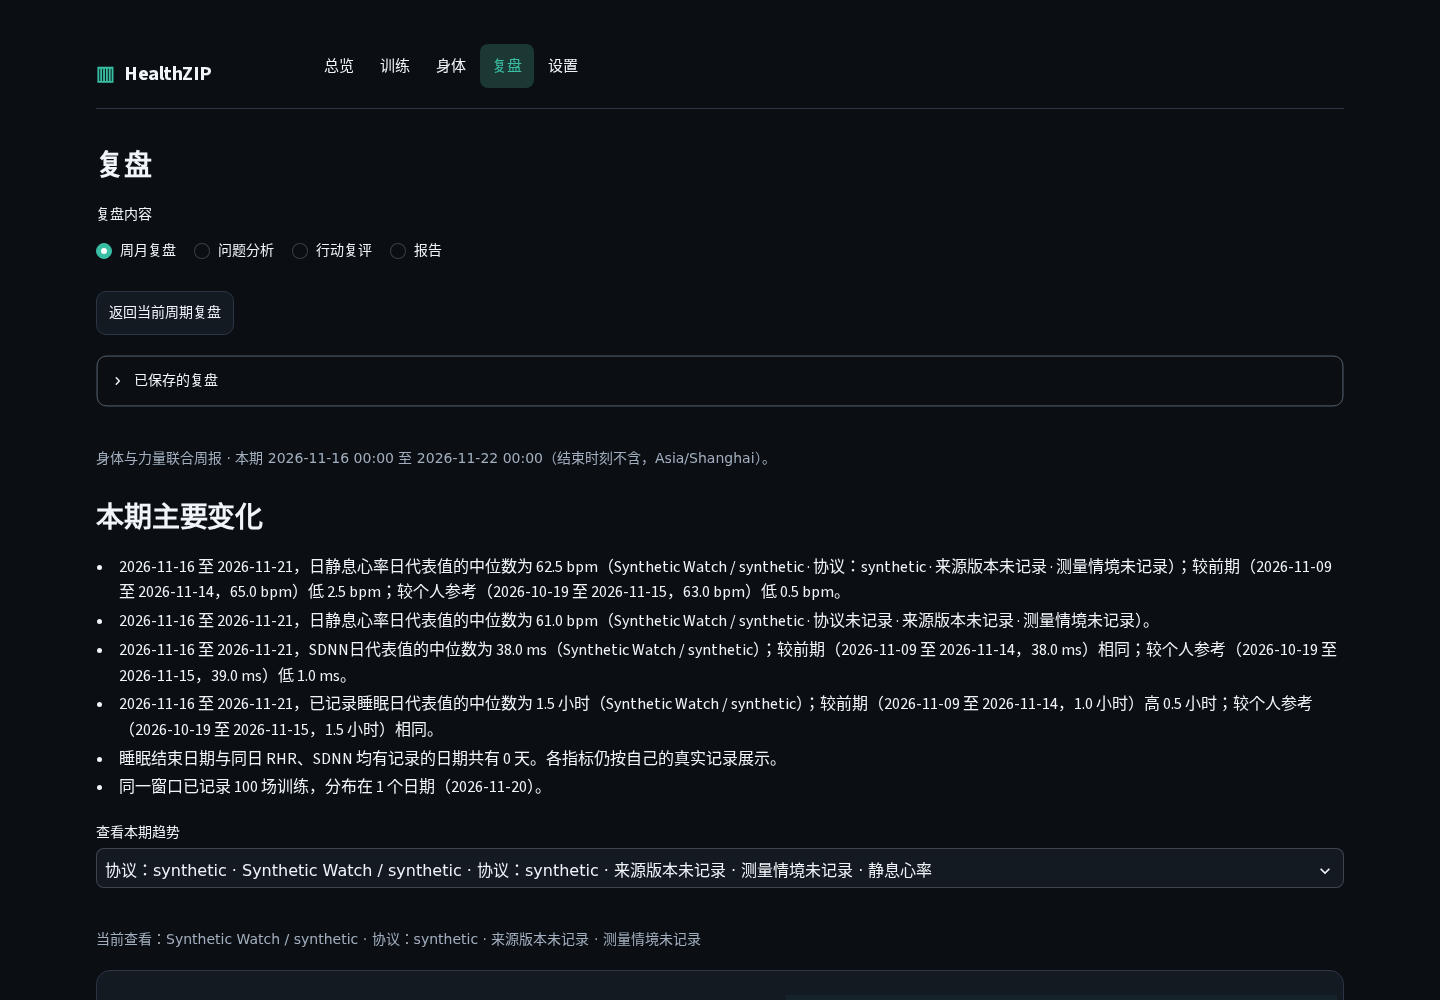 HealthZIP
总览 训练 身体 复盘 设置
复盘
复盘内容
周月复盘 问题分析 行动复评 报告
返回当前周期复盘
已保存的复盘
身体与力量联合周报 · 本期 2026-11-16 00:00 至 2026-11-22 00:00（结束时刻不含，Asia/Shanghai）。
本期主要变化
2026-11-16 至 2026-11-21，日静息心率日代表值的中位数为 62.5 bpm（Synthetic Watch / synthetic · 协议：synthetic · 来源版本未记录 · 测量情境未记录）；较前期（2026-11-09
至 2026-11-14，65.0 bpm）低 2.5 bpm；较个人参考（2026-10-19 至 2026-11-15，63.0 bpm）低 0.5 bpm。
2026-11-16 至 2026-11-21，日静息心率日代表值的中位数为 61.0 bpm（Synthetic Watch / synthetic · 协议未记录 · 来源版本未记录 · 测量情境未记录）。
2026-11-16 至 2026-11-21，SDNN日代表值的中位数为 38.0 ms（Synthetic Watch / synthetic）；较前期（2026-11-09 至 2026-11-14，38.0 ms）相同；较个人参考（2026-10-19 至
2026-11-15，39.0 ms）低 1.0 ms。
2026-11-16 至 2026-11-21，已记录睡眠日代表值的中位数为 1.5 小时（Synthetic Watch / synthetic）；较前期（2026-11-09 至 2026-11-14，1.0 小时）高 0.5 小时；较个人参考
（2026-10-19 至 2026-11-15，1.5 小时）相同。
睡眠结束日期与同日 RHR、SDNN 均有记录的日期共有 0 天。各指标仍按自己的真实记录展示。
同一窗口已记录 100 场训练，分布在 1 个日期（2026-11-20）。
查看本期趋势
协议：synthetic · Synthetic Watch / synthetic · 协议：synthetic · 来源版本未记录 · 测量情境未记录 · 静息心率
当前查看：Synthetic Watch / synthetic · 协议：synthetic · 来源版本未记录 · 测量情境未记录